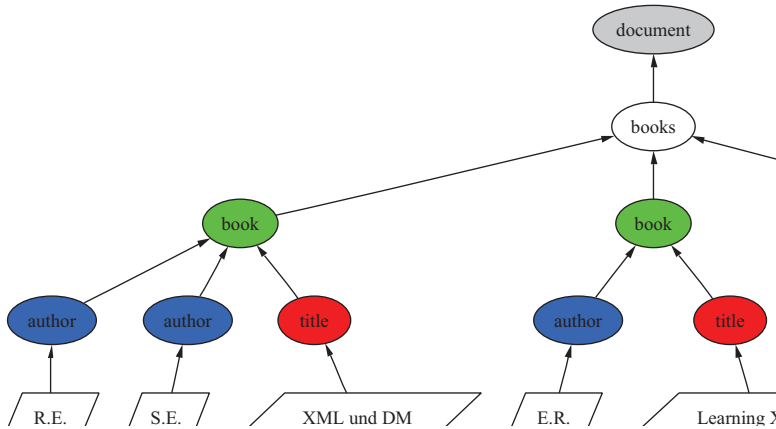 document
books
book book
author author title author title
R.E. S.E. XML und DM E.R. Learning